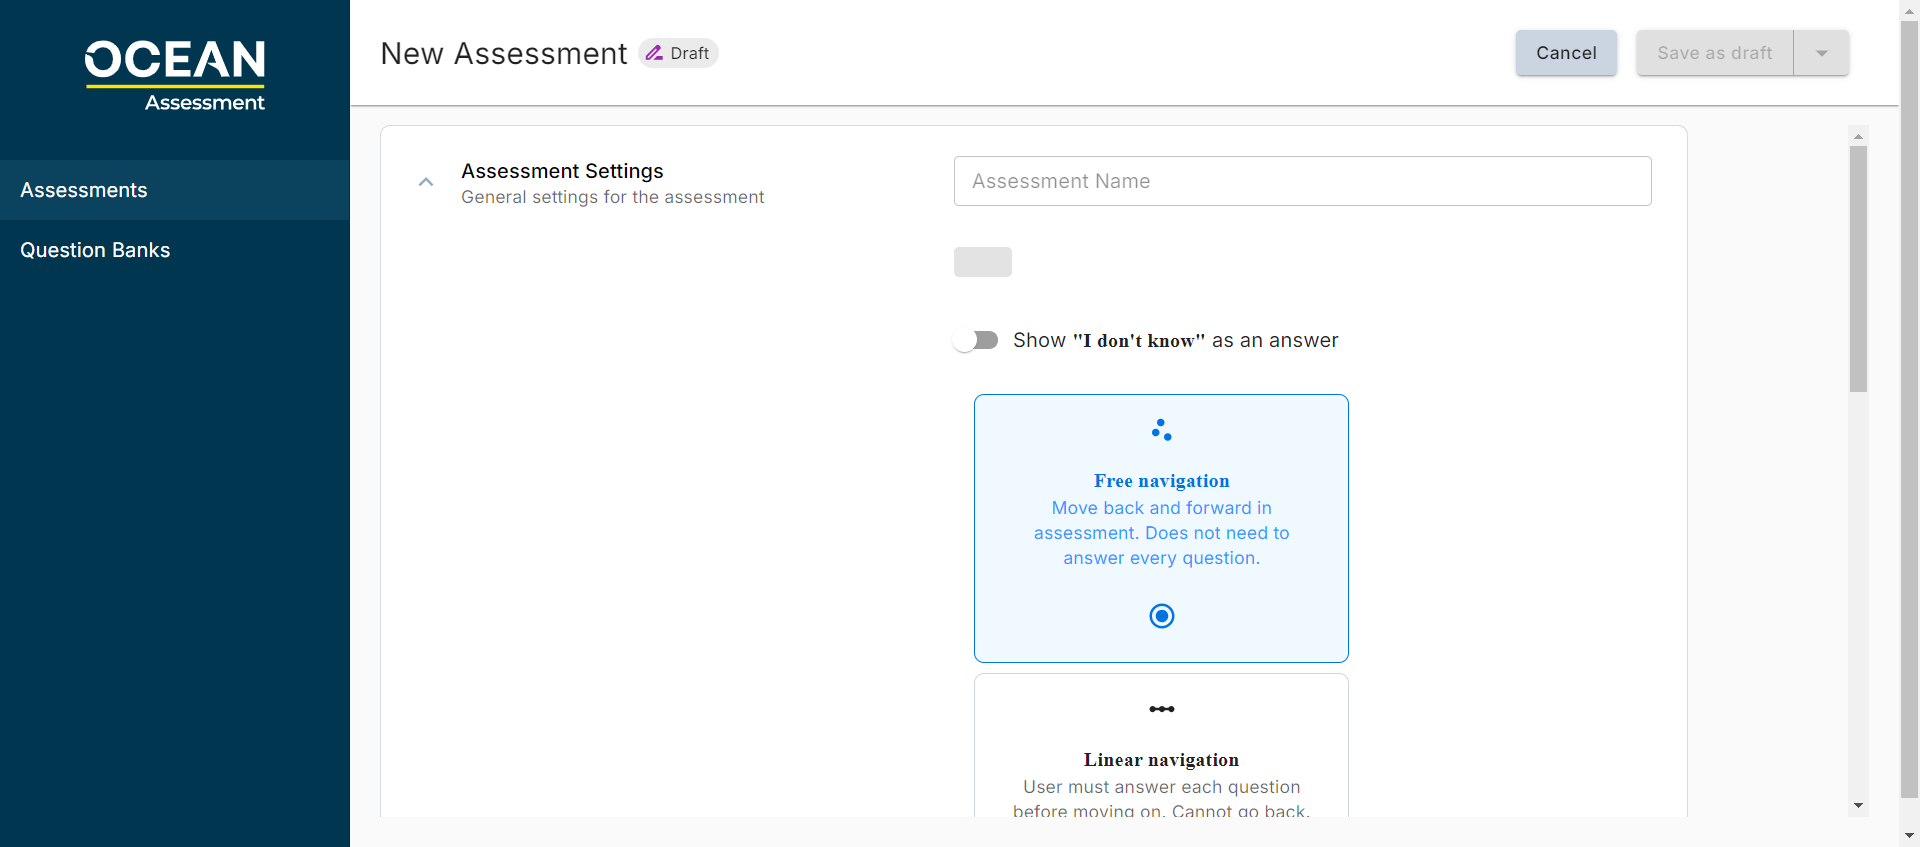 OCEAN
Assessment
Assessments
Question Banks
New Assessment
Draft
Cancel
Save as draft
Assessment Settings
General settings for the assessment
Assessment Name
Show "I don't know" as an answer
Free navigation
Move back and forward in
assessment. Does not need to
answer every question.
Linear navigation
User must answer each question
before moving on. Cannot go back.